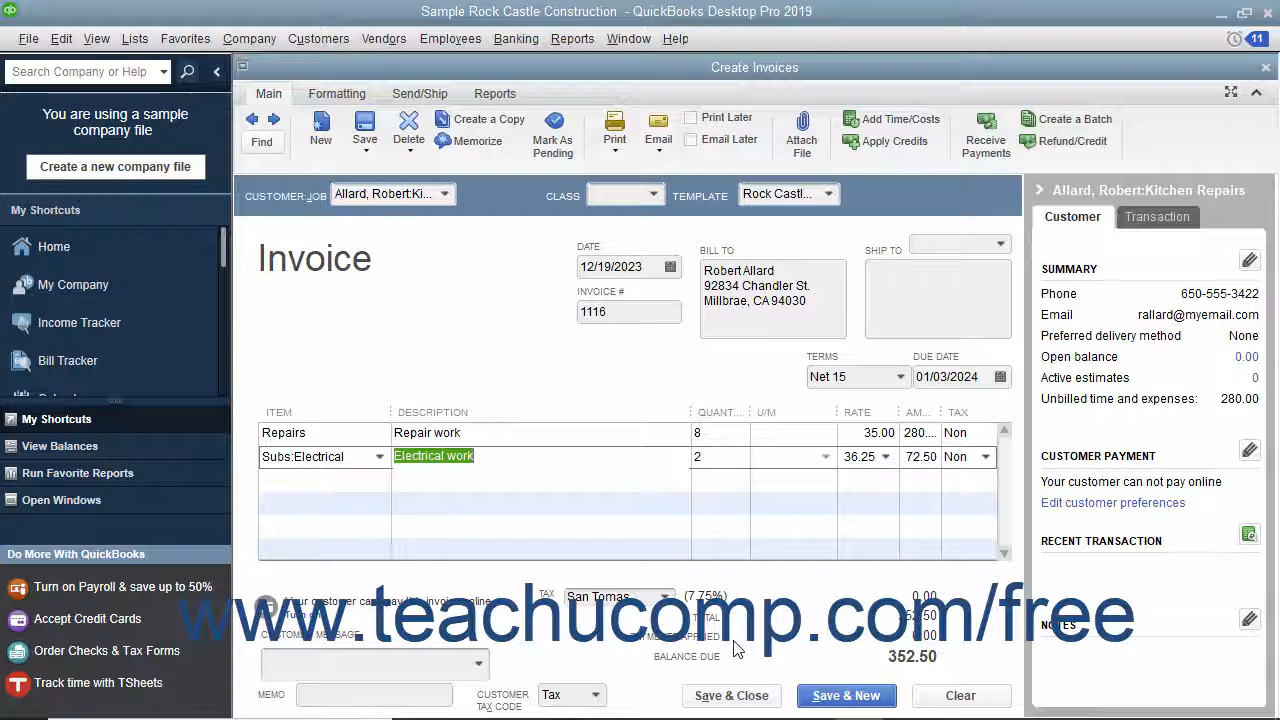 Sample Rock Castle Construction - QuickBooks Desktop Pro 2019
File Edit View Lists Favorites Company Customers Vendors Employees Banking Reports Window Help
11
Search Company or Help
You are using a sample
company file
Create a new company file
My Shortcuts
Home
My Company
Income Tracker
Bill Tracker
My Shortcuts
View Balances
Run Favorite Reports
Open Windows
Do More With QuickBooks
Turn on Payroll & save up to 50%
Accept Credit Cards
Order Checks & Tax Forms
Track time with TSheets
Create Invoices
Main Formatting Send/Ship Reports
Find
New
Save
Delete
Create a Copy
Memorize
Mark As
Pending
Print
Email
Print Later
Email Later
Attach
File
Add Time/Costs
Apply Credits
Receive
Payments
Create a Batch
Refund/Credit
CUSTOMER:JOB Allard, Robert:Ki... CLASS TEMPLATE Rock Castl...
Invoice
DATE
12/19/2023
INVOICE #
1116
BILL TO
Robert Allard
92834 Chandler St.
Millbrae, CA 94030
SHIP TO
TERMS
Net 15
DUE DATE
01/03/2024
ITEM DESCRIPTION QUANT... U/M RATE AM... TAX
Repairs Repair work 8 35.00 280.... Non
Subs:Electrical Electrical work 2 36.25 72.50 Non
TAX San Tomas (7.75%) 0.00
TOTAL 352.50
CUSTOMER MESSAGE
PAYMENTS APPLIED 0.00
BALANCE DUE 352.50
MEMO
CUSTOMER
TAX CODE
Tax
Save & Close Save & New Clear
www.teachucomp.com/free
Allard, Robert:Kitchen Repairs
Customer Transaction
SUMMARY
Phone 650-555-3422
Email rallard@myemail.com
Preferred delivery method None
Open balance 0.00
Active estimates 0
Unbilled time and expenses: 280.00
CUSTOMER PAYMENT
Your customer can not pay online
Edit customer preferences
RECENT TRANSACTION
NOTES